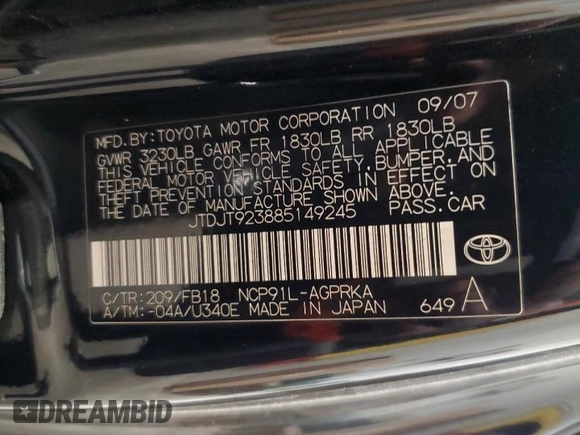 MFD.BY:TOYOTA MOTOR CORPORATION 09/07
GVWR 3230LB GAWR FR 1830LB RR 1830LB
THIS VEHICLE CONFORMS TO ALL APPLICABLE
FEDERAL MOTOR VEHICLE SAFETY,BUMPER,AND
THEFT PREVENTION STANDARDS IN EFFECT ON
THE DATE OF MANUFACTURE SHOWN ABOVE.
JTDJT923885149245 PASS.CAR
C/TR:209/FB18 NCP91L-AGPRKA
A/TM:-04A/U340E MADE IN JAPAN 649A
DREAMBID